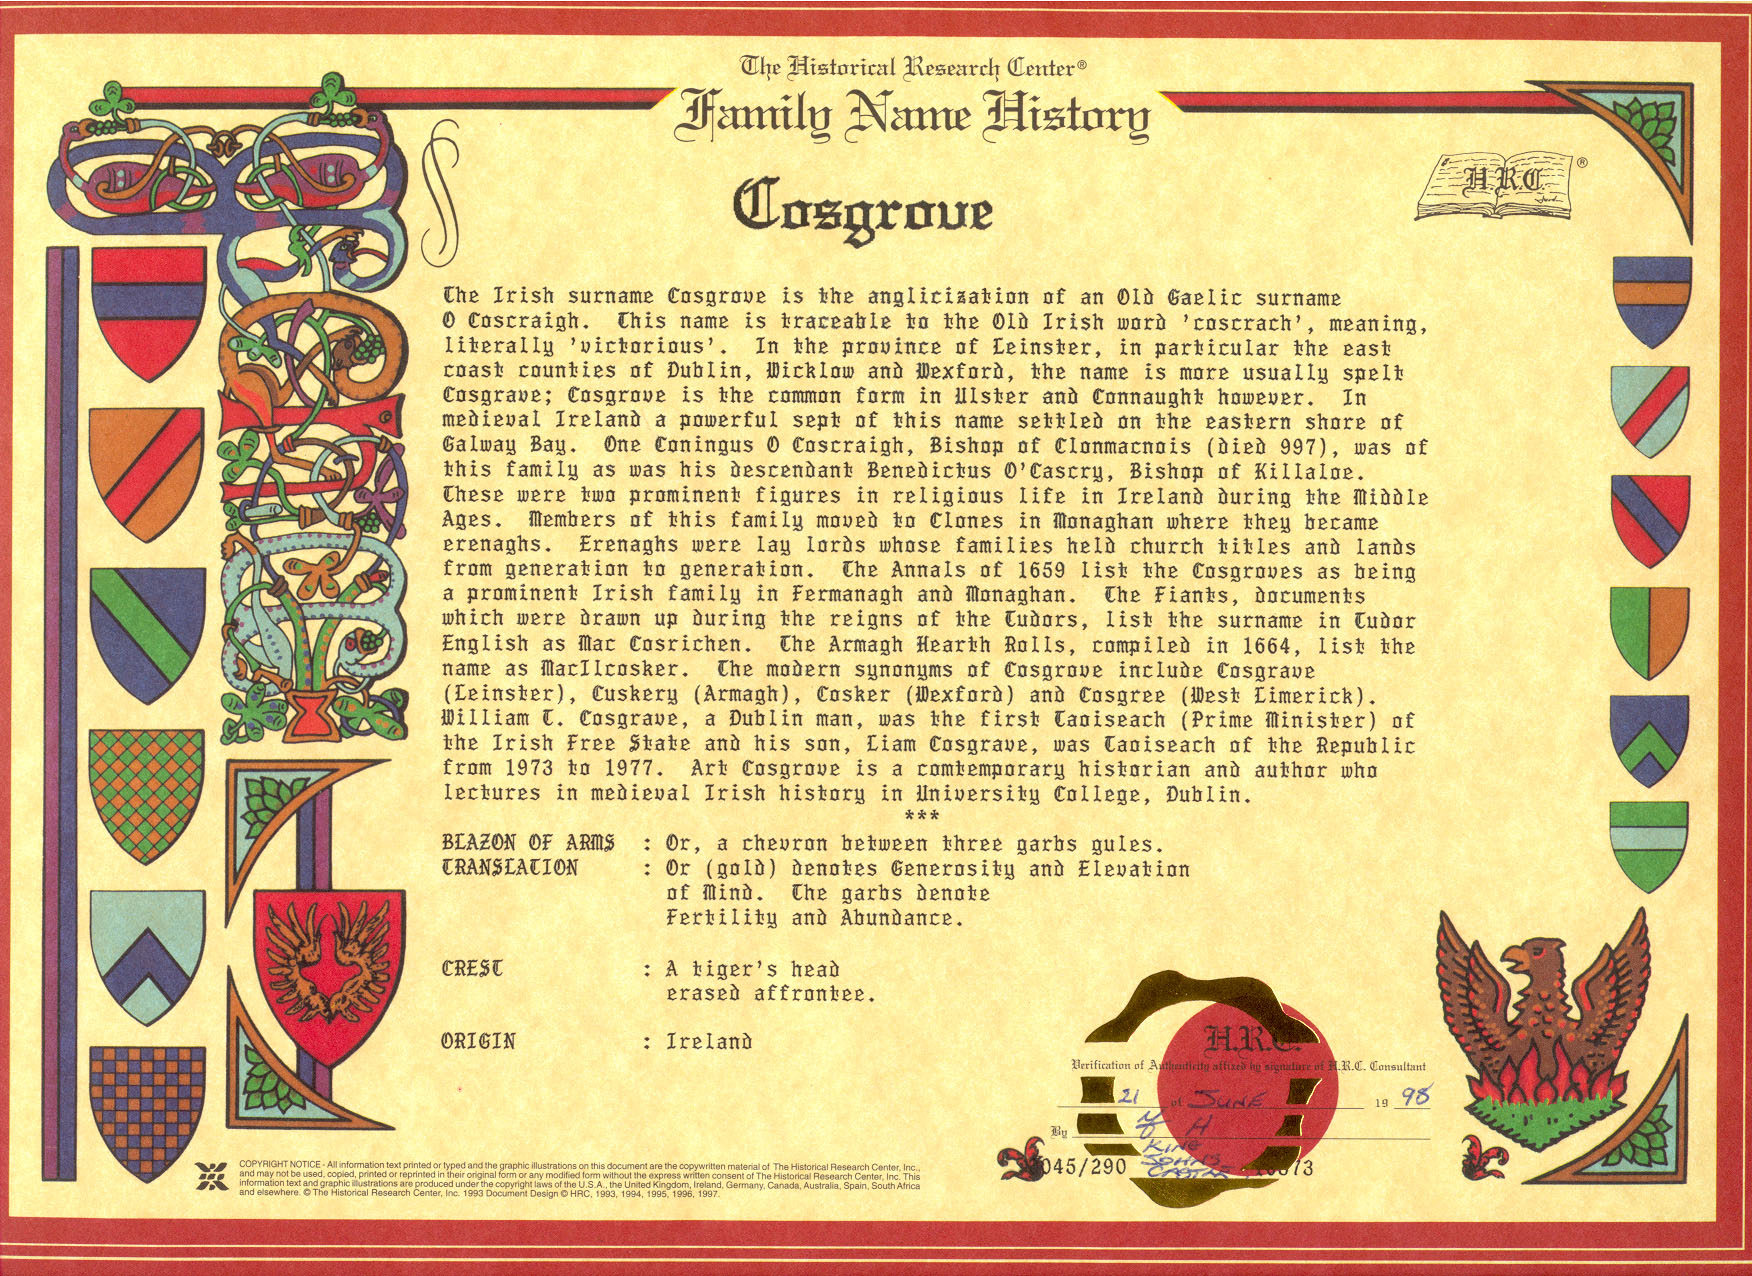 The Historical Research Center®
Family Name History
H.R.C. ®
Cosgrove
The Irish surname Cosgrove is the anglicization of an Old Gaelic surname
O Coscraigh. This name is traceable to the Old Irish word 'coscrach', meaning,
literally 'victorious'. In the province of Leinster, in particular the east
coast counties of Dublin, Wicklow and Wexford, the name is more usually spelt
Cosgrave; Cosgrove is the common form in Ulster and Connaught however. In
medieval Ireland a powerful sept of this name settled on the eastern shore of
Galway Bay. One Coningus O Coscraigh, Bishop of Clonmacnois (died 997), was of
this family as was his descendant Benedictus O'Cascry, Bishop of Killaloe.
These were two prominent figures in religious life in Ireland during the Middle
Ages. Members of this family moved to Clones in Monaghan where they became
erenaghs. Erenaghs were lay lords whose families held church titles and lands
from generation to generation. The Annals of 1659 list the Cosgroves as being
a prominent Irish family in Fermanagh and Monaghan. The Fiants, documents
which were drawn up during the reigns of the Tudors, list the surname in Tudor
English as Mac Cosrichen. The Armagh Hearth Rolls, compiled in 1664, list the
name as MacIlcosker. The modern synonyms of Cosgrove include Cosgrave
(Leinster), Cuskery (Armagh), Cosker (Wexford) and Cosgree (West Limerick).
William T. Cosgrave, a Dublin man, was the first Taoiseach (Prime Minister) of
the Irish Free State and his son, Liam Cosgrave, was Taoiseach of the Republic
from 1973 to 1977. Art Cosgrove is a comtemporary historian and author who
lectures in medieval Irish history in University College, Dublin.
***
BLAZON OF ARMS : Or, a chevron between three garbs gules.
TRANSLATION : Or (gold) denotes Generosity and Elevation
of Mind. The garbs denote
Fertility and Abundance.
CREST : A tiger's head
erased affrontee.
ORIGIN : Ireland
H.R.C.
Verification of Authenticity affixed by signature of H.R.C. Consultant
21 of JUNE 19 98
By H
KING
JOHN'S
CASTLE
045/290
COPYRIGHT NOTICE - All information text printed or typed and the graphic illustrations on this document are the copywritten material of The Historical Research Center, Inc.,
and may not be used, copied, printed or reprinted in their original form or any modified form without the express written consent of The Historical Research Center, Inc. This
information text and graphic illustrations are produced under the copyright laws of the U.S.A., the United Kingdom, Ireland, Germany, Canada, Australia, Spain, South Africa
and elsewhere. © The Historical Research Center, Inc. 1993 Document Design © HRC, 1993, 1994, 1995, 1996, 1997.